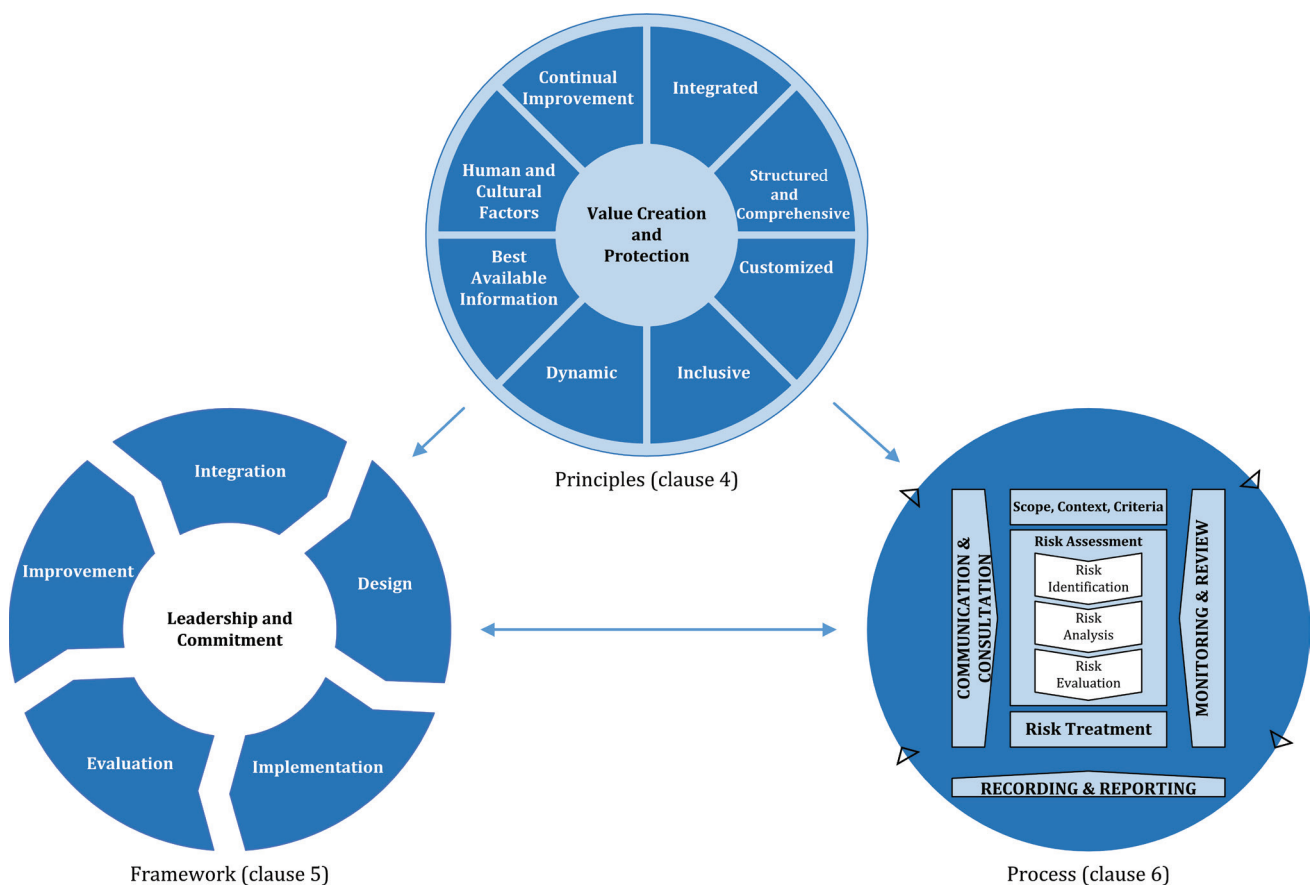 Continual
Improvement
Integrated
Structured
and
Comprehensive
Customized
Inclusive
Dynamic
Best
Available
Information
Human and
Cultural
Factors
Value Creation
and
Protection
Principles (clause 4)
Integration
Design
Implementation
Evaluation
Improvement
Leadership and
Commitment
Framework (clause 5)
Scope, Context, Criteria
Risk Assessment
Risk
Identification
Risk
Analysis
Risk
Evaluation
Risk Treatment
COMMUNICATION &
CONSULTATION
MONITORING & REVIEW
RECORDING & REPORTING
Process (clause 6)